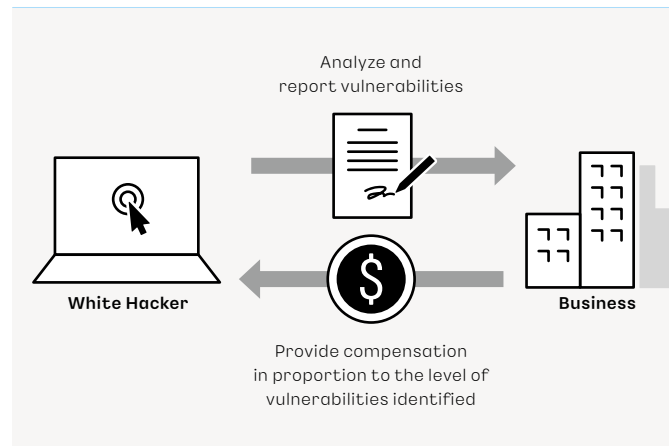 Analyze and
report vulnerabilities
$
White Hacker
Business
Provide compensation
in proportion to the level of
vulnerabilities identified